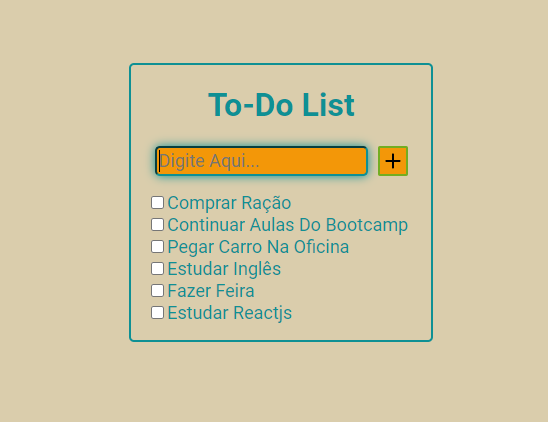 To-Do List
Digite Aqui...
Comprar Ração
Continuar Aulas Do Bootcamp
Pegar Carro Na Oficina
Estudar Inglês
Fazer Feira
Estudar Reactjs